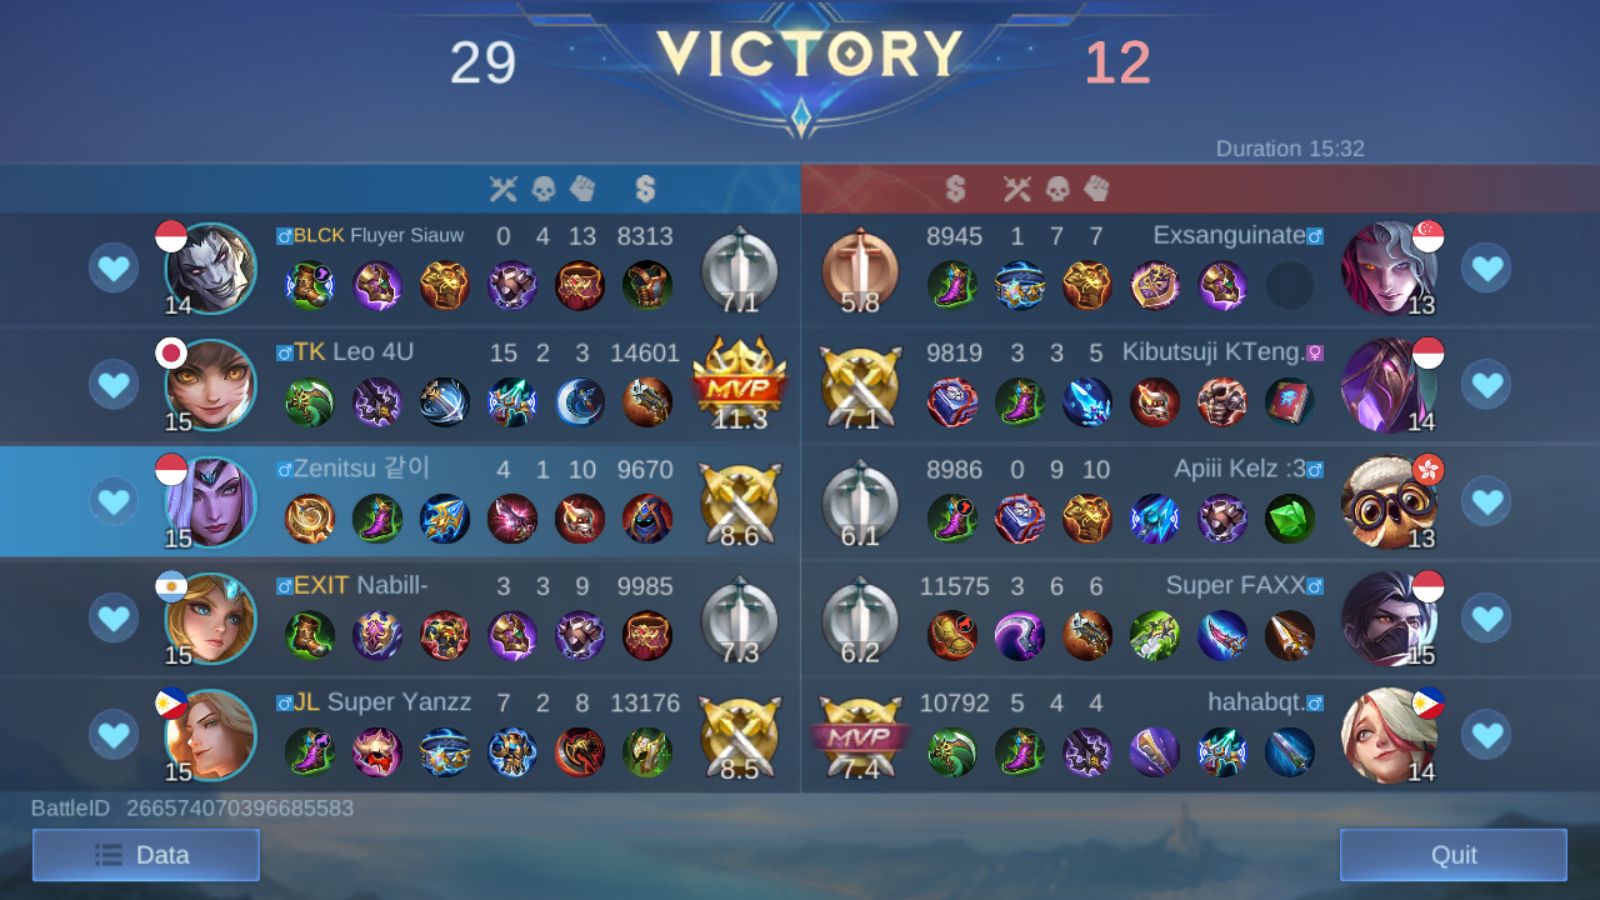 29 VICTORY 12
Duration 15:32
BLCK Fluyer Siauw 0 4 13 8313
14 7.1
8945 1 7 7 Exsanguinate
5.8 13
TK Leo 4U 15 2 3 14601 MVP
15 11.3
9819 3 3 5 Kibutsuji KTeng.
7.1 14
Zenitsu 같이 4 1 10 9670
15 8.6
8986 0 9 10 Apiii Kelz :3
6.1 13
EXIT Nabill- 3 3 9 9985
15 7.3
11575 3 6 6 Super FAXX
6.2 15
JL Super Yanzz 7 2 8 13176
15 8.5
MVP 10792 5 4 4 hahabqt.
7.4 14
BattleID 266574070396685583
Data
Quit